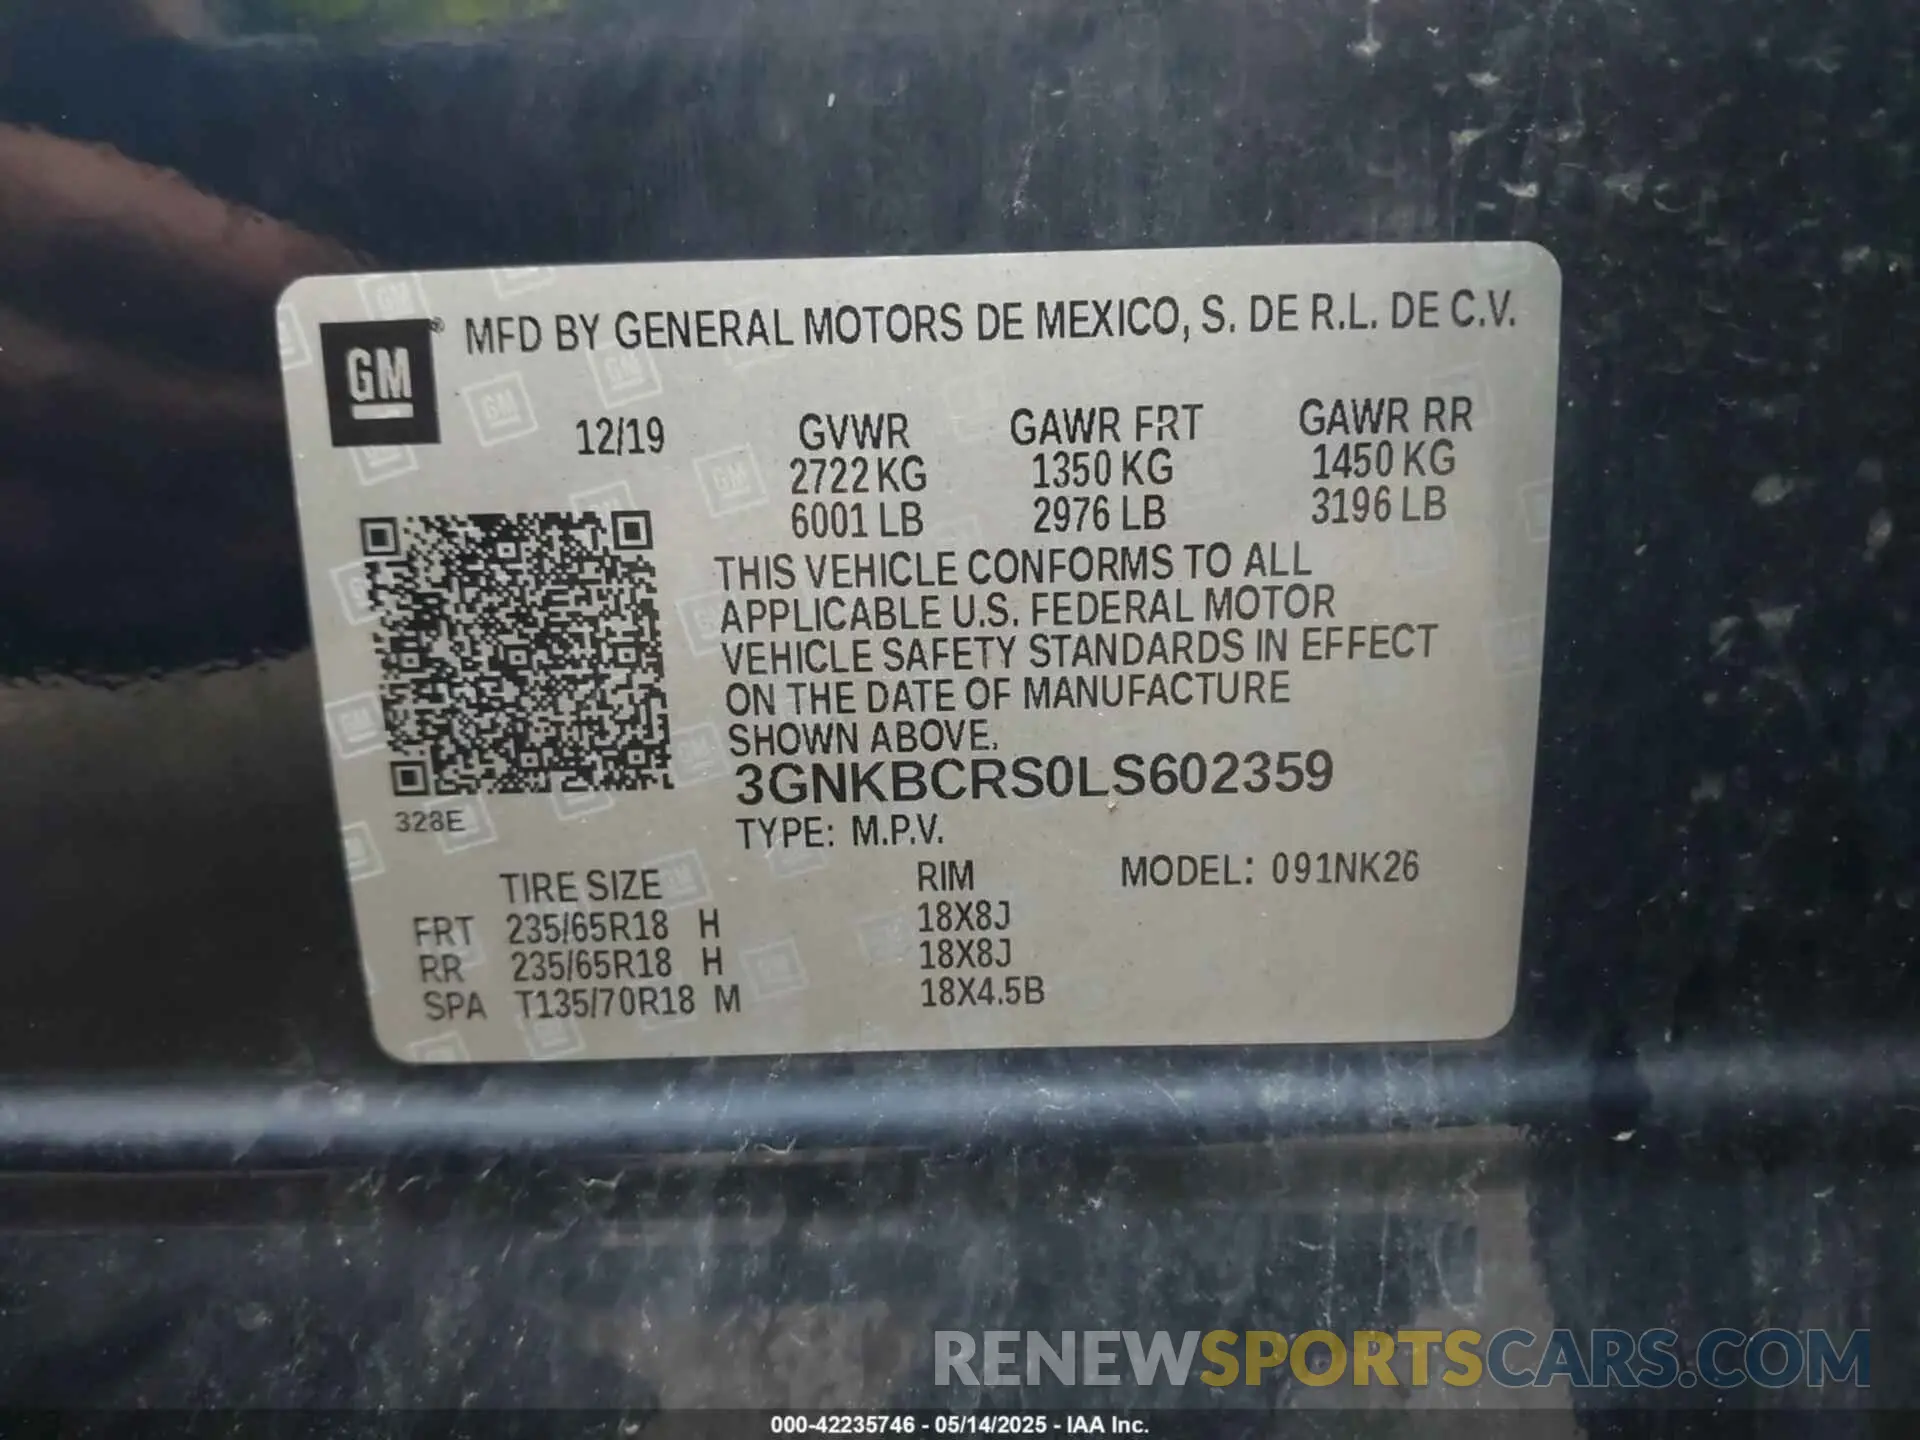 GM® MFD BY GENERAL MOTORS DE MEXICO, S. DE R.L. DE C.V.
12/19 GVWR GAWR FRT GAWR RR
2722 KG 1350 KG 1450 KG
6001 LB 2976 LB 3196 LB
THIS VEHICLE CONFORMS TO ALL
APPLICABLE U.S. FEDERAL MOTOR
VEHICLE SAFETY STANDARDS IN EFFECT
ON THE DATE OF MANUFACTURE
SHOWN ABOVE.
3GNKBCRS0LS602359
328E
TYPE: M.P.V.
TIRE SIZE RIM MODEL: 091NK26
FRT 235/65R18 H 18X8J
RR 235/65R18 H 18X8J
SPA T135/70R18 M 18X4.5B
RENEWSPORTSCARS.COM
000-42235746 - 05/14/2025 - IAA Inc.